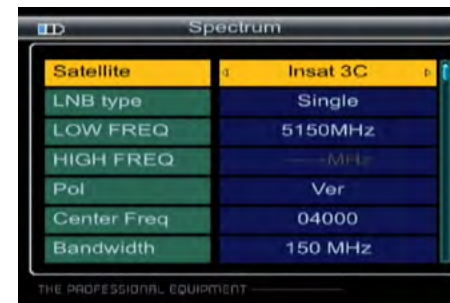 Spectrum
Satellite Insat 3C
LNB type Single
LOW FREQ 5150MHz
HIGH FREQ -----MHz
Pol Ver
Center Freq 04000
Bandwidth 150 MHz
THE PROFESSIONAL EQUIPMENT